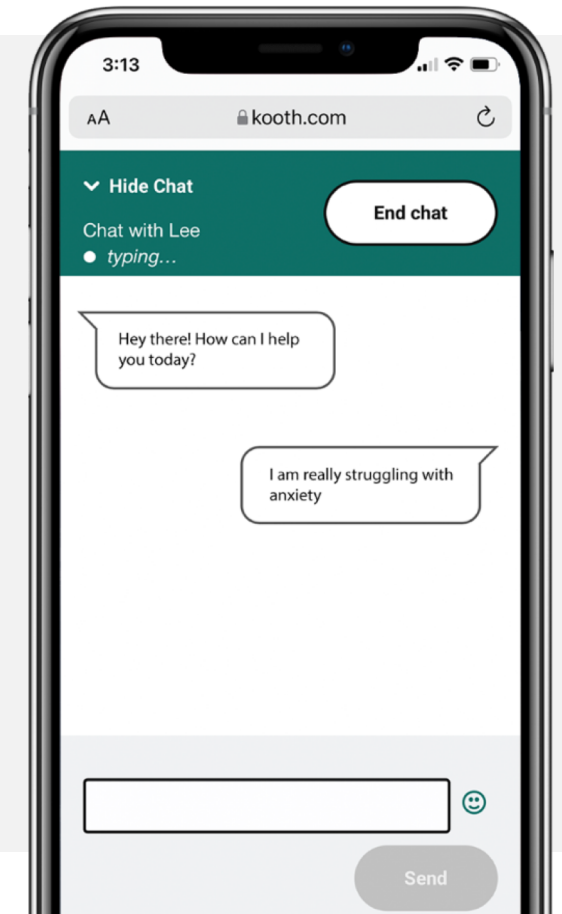 3:13
AA
kooth.com
Hide Chat
End chat
Chat with Lee
typing...
Hey there! How can I help
you today?
I am really struggling with
anxiety
Send